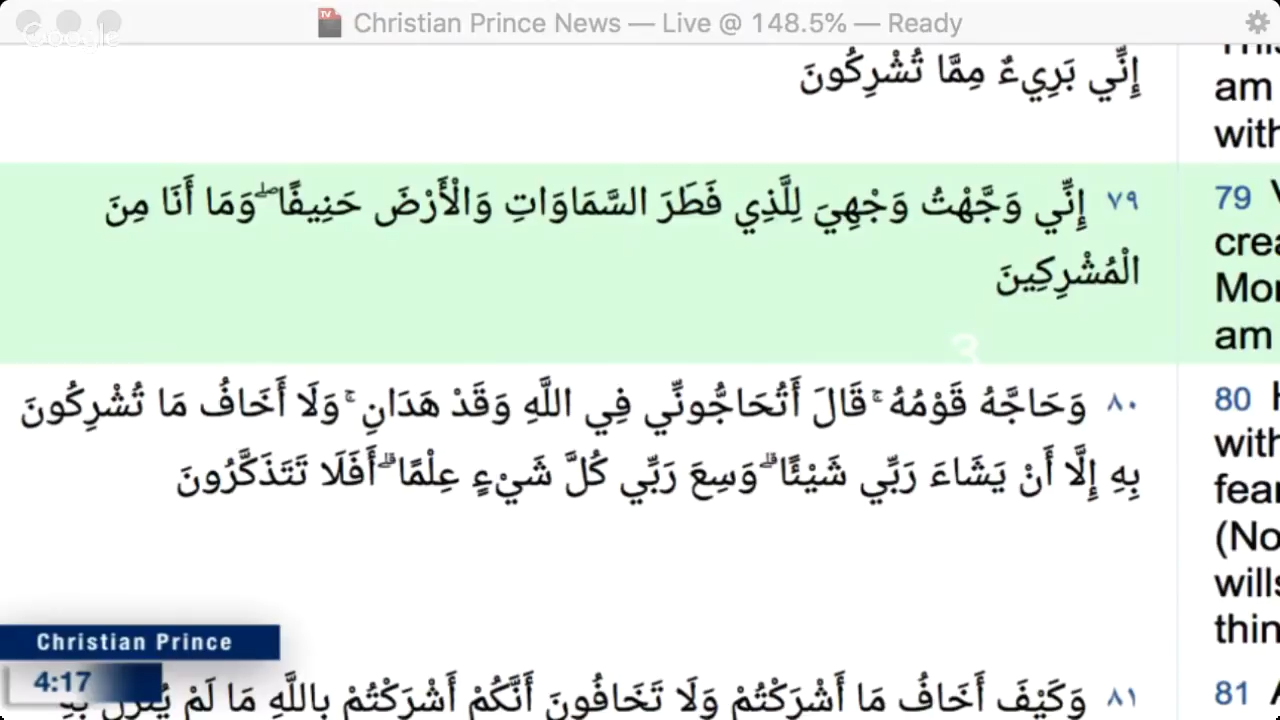 Google
Christian Prince News — Live @ 148.5% — Ready
إِنِّي بَرِيءٌ مِمَّا تُشْرِكُونَ
am
with
٧٩ إِنِّي وَجَّهْتُ وَجْهِيَ لِلَّذِي فَطَرَ السَّمَاوَاتِ وَالْأَرْضَ حَنِيفًا ۖ وَمَا أَنَا مِنَ
الْمُشْرِكِينَ
79
crea
Mor
am
3
٨٠ وَحَاجَّهُ قَوْمُهُ ۚ قَالَ أَتُحَاجُّونِّي فِي اللَّهِ وَقَدْ هَدَانِ ۚ وَلَا أَخَافُ مَا تُشْرِكُونَ
بِهِ إِلَّا أَنْ يَشَاءَ رَبِّي شَيْئًا ۗ وَسِعَ رَبِّي كُلَّ شَيْءٍ عِلْمًا ۗ أَفَلَا تَتَذَكَّرُونَ
80 H
with
fear
(No
wills
thin
٨١ وَكَيْفَ أَخَافُ مَا أَشْرَكْتُمْ وَلَا تَخَافُونَ أَنَّكُمْ أَشْرَكْتُمْ بِاللَّهِ مَا لَمْ يُنَزِّلْ بِهِ
81 A
Christian Prince
4:17